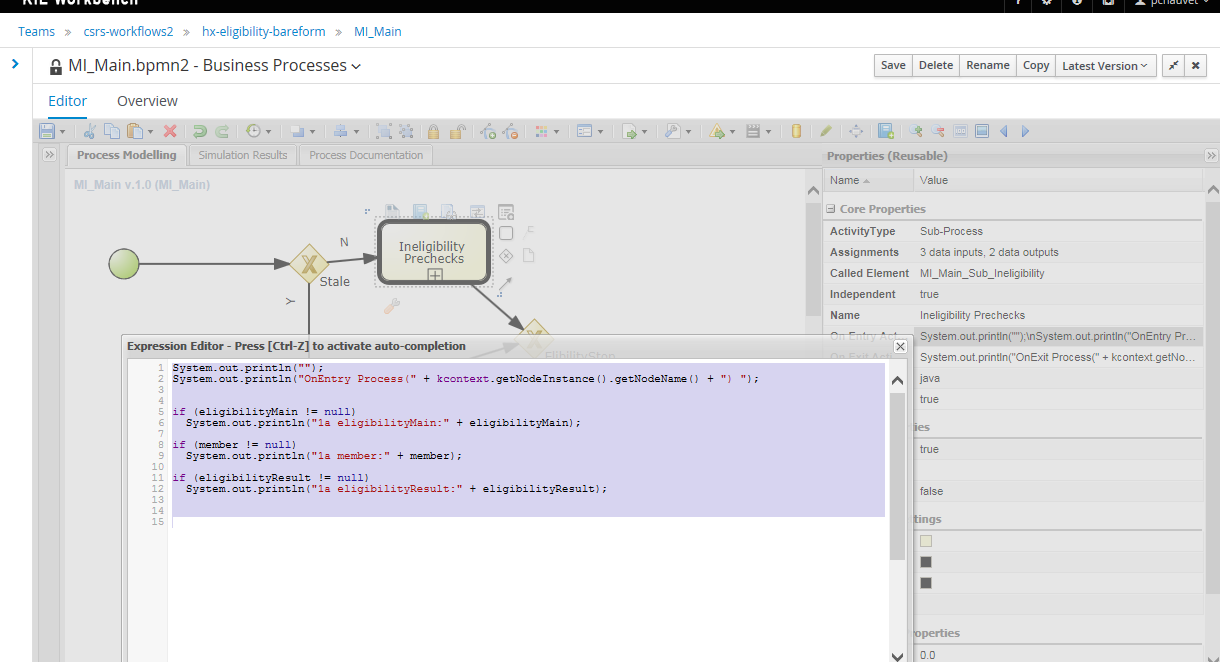 KIE Workbench
? pchauvet
Teams » csrs-workflows2 » hx-eligibility-bareform » MI_Main
MI_Main.bpmn2 - Business Processes
Save Delete Rename Copy Latest Version
Editor Overview
Process Modelling Simulation Results Process Documentation
Properties (Reusable)
MI_Main v.1.0 (MI_Main)
Name Value
Core Properties
ActivityType Sub-Process
Assignments 3 data inputs, 2 data outputs
Called Element MI_Main_Sub_Ineligibility
Independent true
Name Ineligibility Prechecks
On Entry Act System.out.println("");\nSystem.out.println("OnEntry Pr...
On Exit Acti System.out.println("OnExit Process(" + kcontext.getNo...
java
true
ies
true
false
tings
operties
0.0
N
Ineligibility
Prechecks
Stale
Y
X
X
Expression Editor - Press [Ctrl-Z] to activate auto-completion
1 System.out.println("");
2 System.out.println("OnEntry Process(" + kcontext.getNodeInstance().getNodeName() + ") ");
3
4
5 if (eligibilityMain != null)
6   System.out.println("1a eligibilityMain:" + eligibilityMain);
7
8 if (member != null)
9   System.out.println("1a member:" + member);
10
11 if (eligibilityResult != null)
12   System.out.println("1a eligibilityResult:" + eligibilityResult);
13
14
15